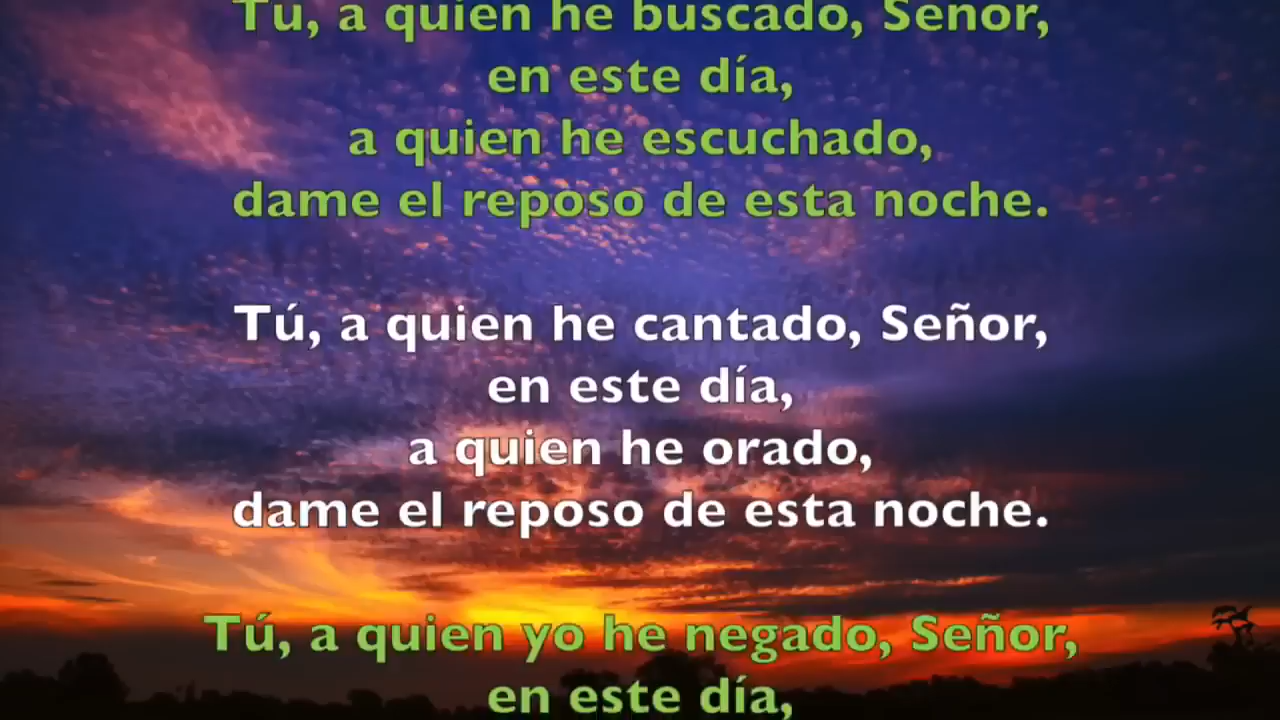 Tú, a quien he buscado, Señor,
en este día,
a quien he escuchado,
dame el reposo de esta noche.
Tú, a quien he cantado, Señor,
en este día,
a quien he orado,
dame el reposo de esta noche.
Tú, a quien yo he negado, Señor,
en este día,